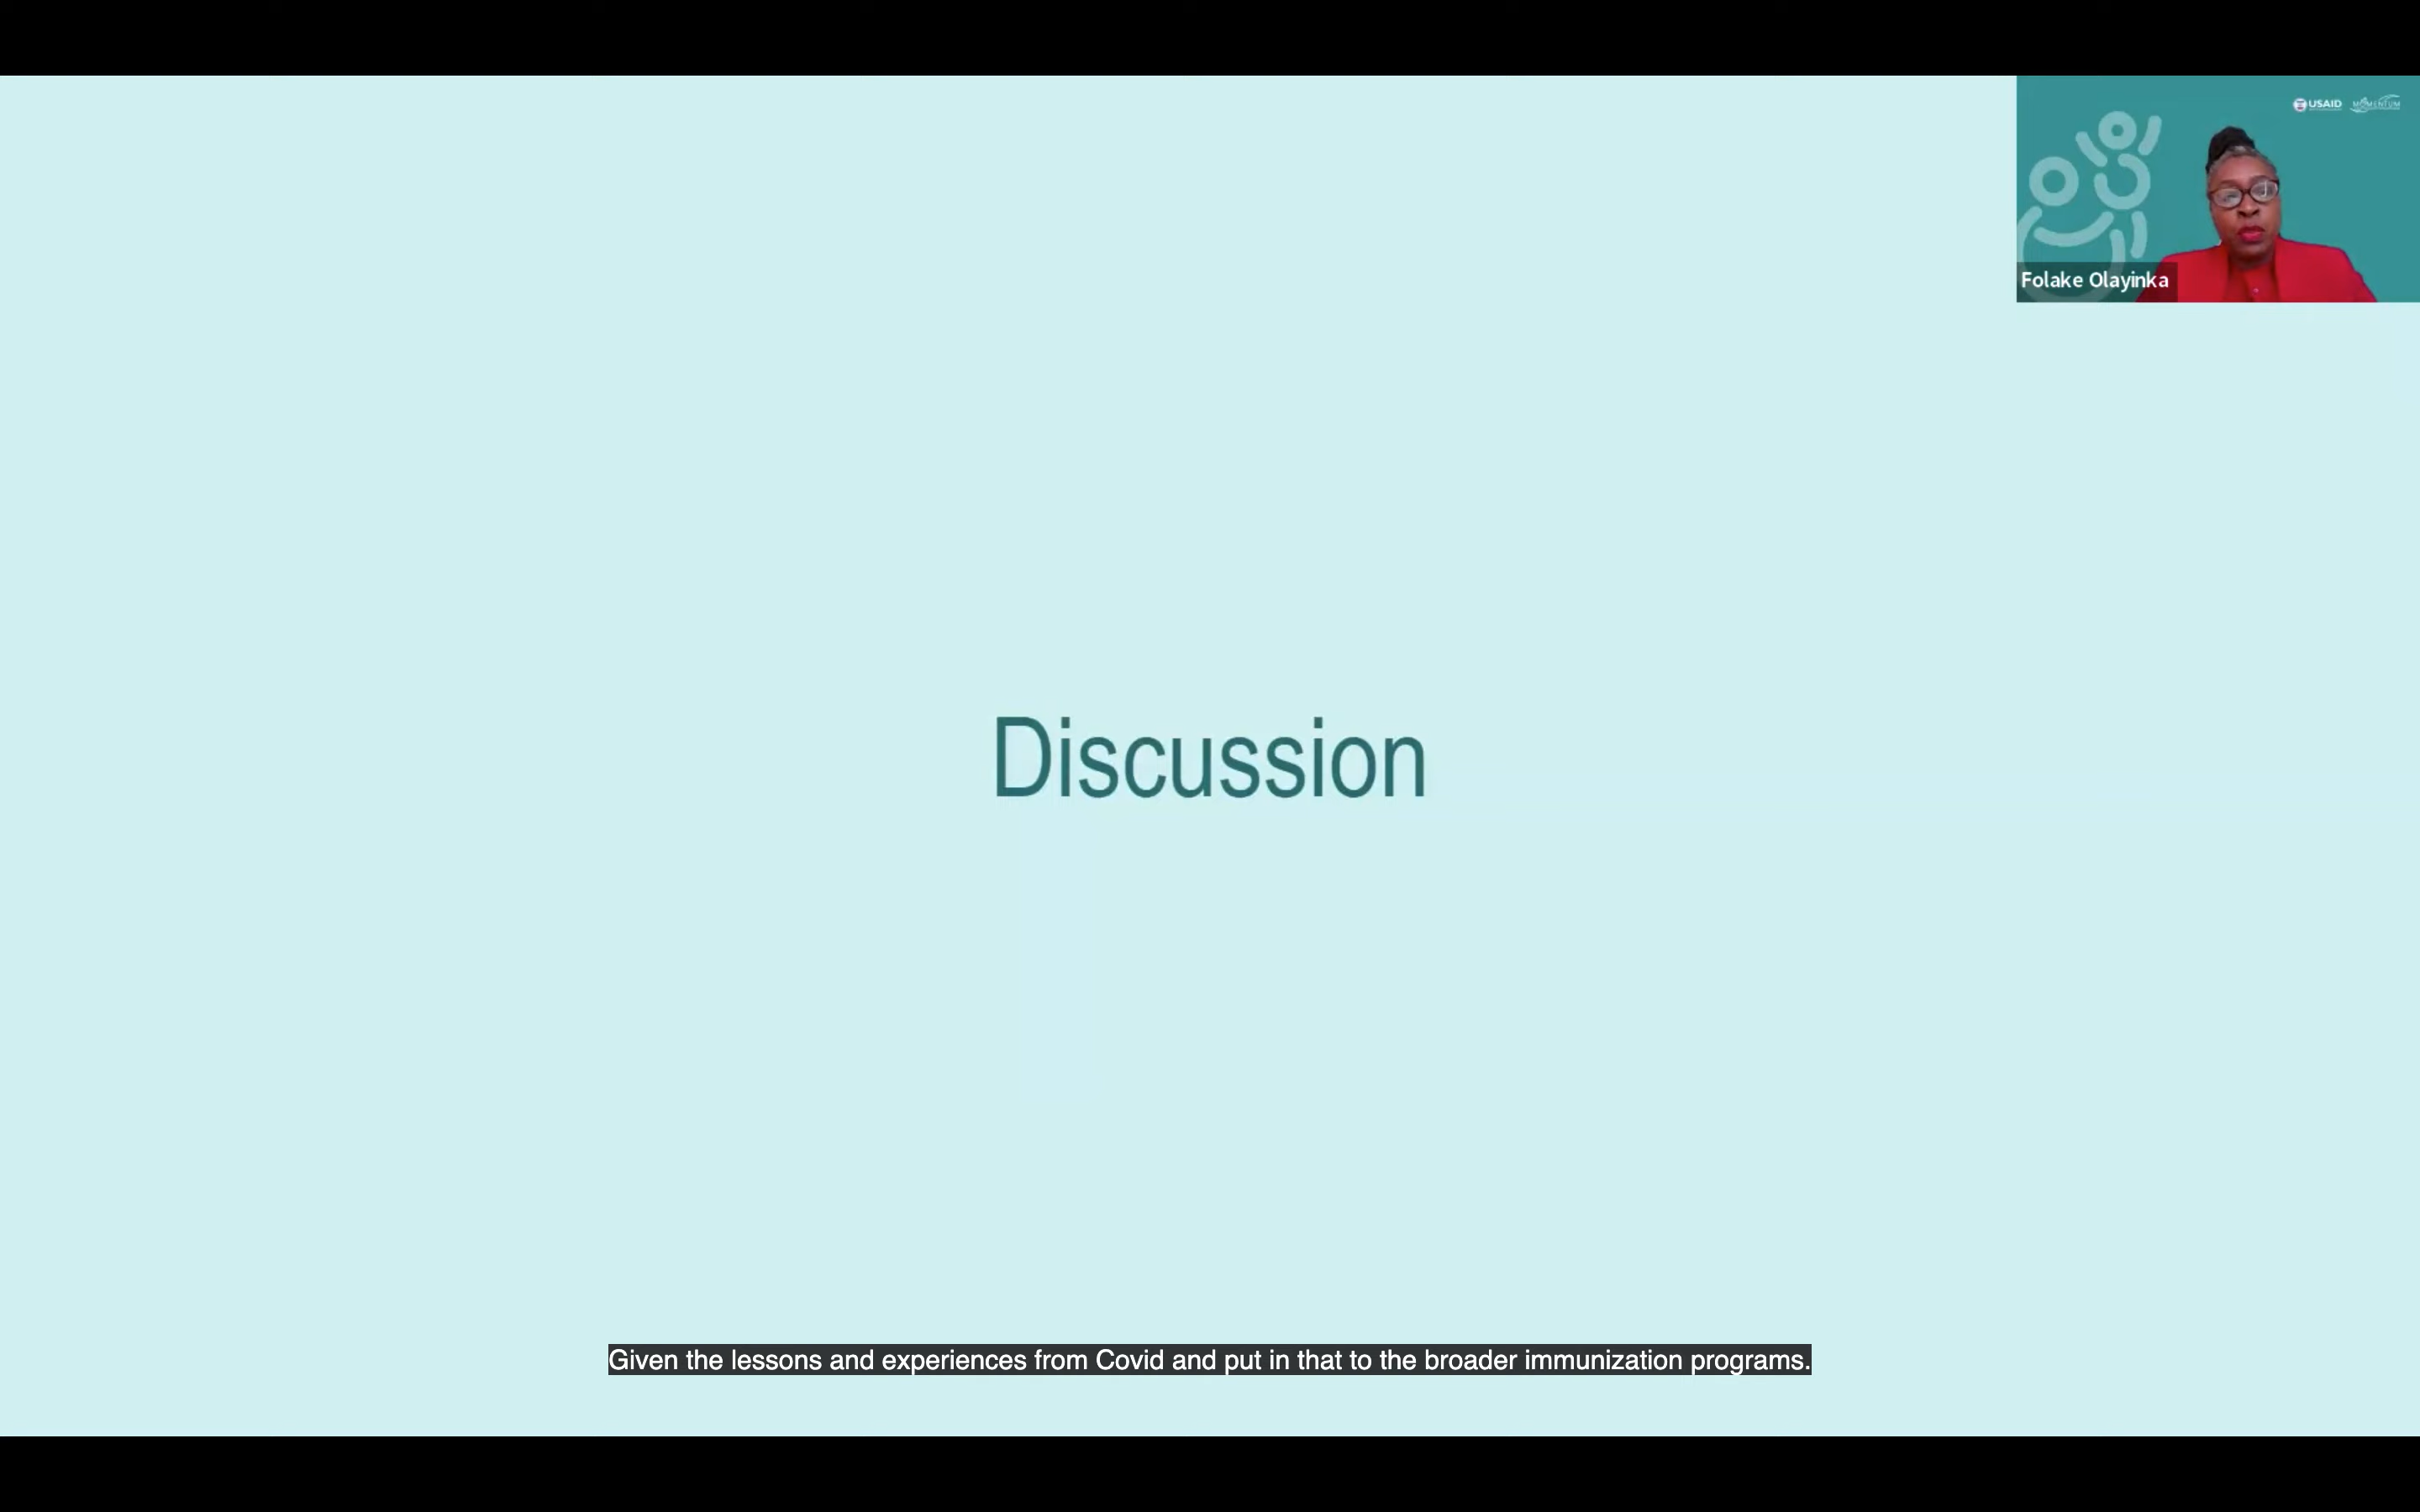 USAID MOMENTUM
Folake Olayinka
Discussion
Given the lessons and experiences from Covid and put in that to the broader immunization programs.